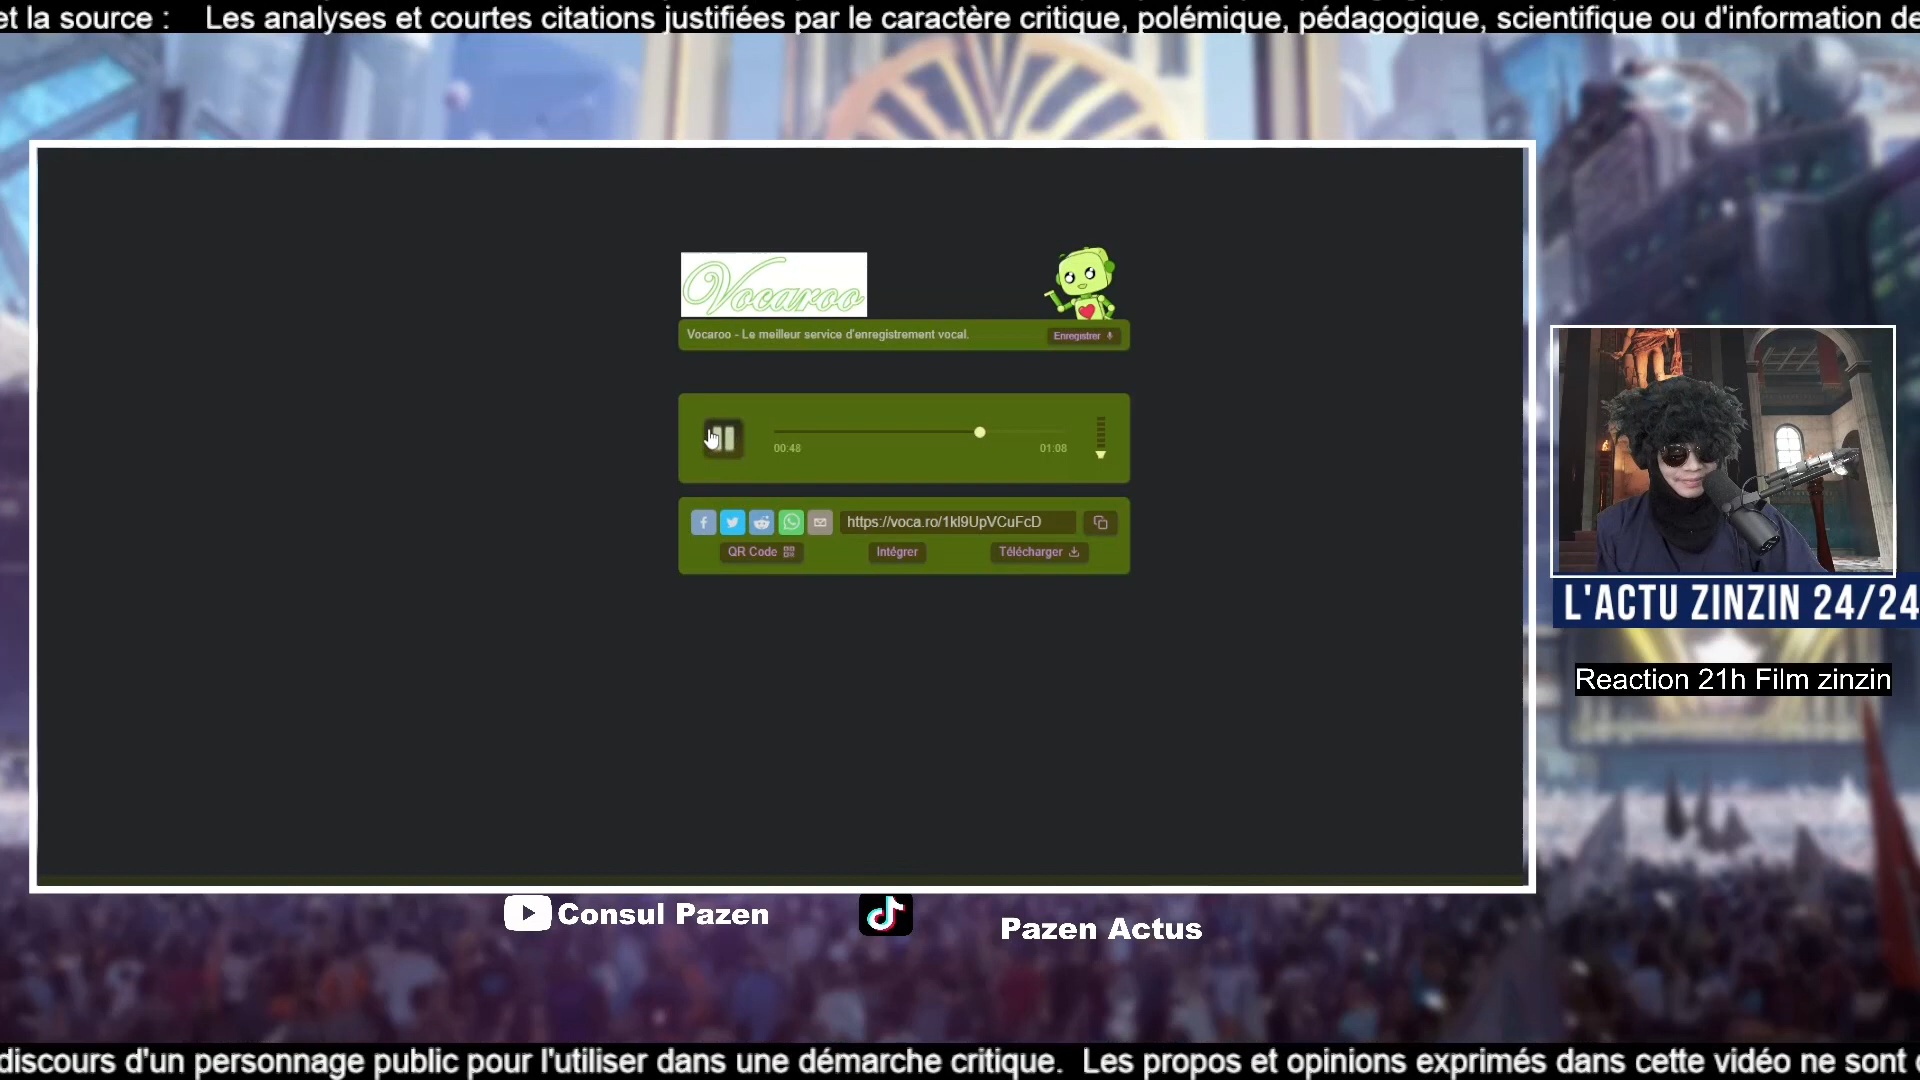 et la source : Les analyses et courtes citations justifiées par le caractère critique, polémique, pédagogique, scientifique ou d'information de
Vocaroo
Vocaroo - Le meilleur service d'enregistrement vocal.
Enregistrer
00:48
01:08
https://voca.ro/1kl9UpVCuFcD
QR Code
Intégrer
Télécharger
L'ACTU ZINZIN 24/24
Reaction 21h Film zinzin
Consul Pazen
Pazen Actus
discours d'un personnage public pour l'utiliser dans une démarche critique. Les propos et opinions exprimés dans cette vidéo ne sont